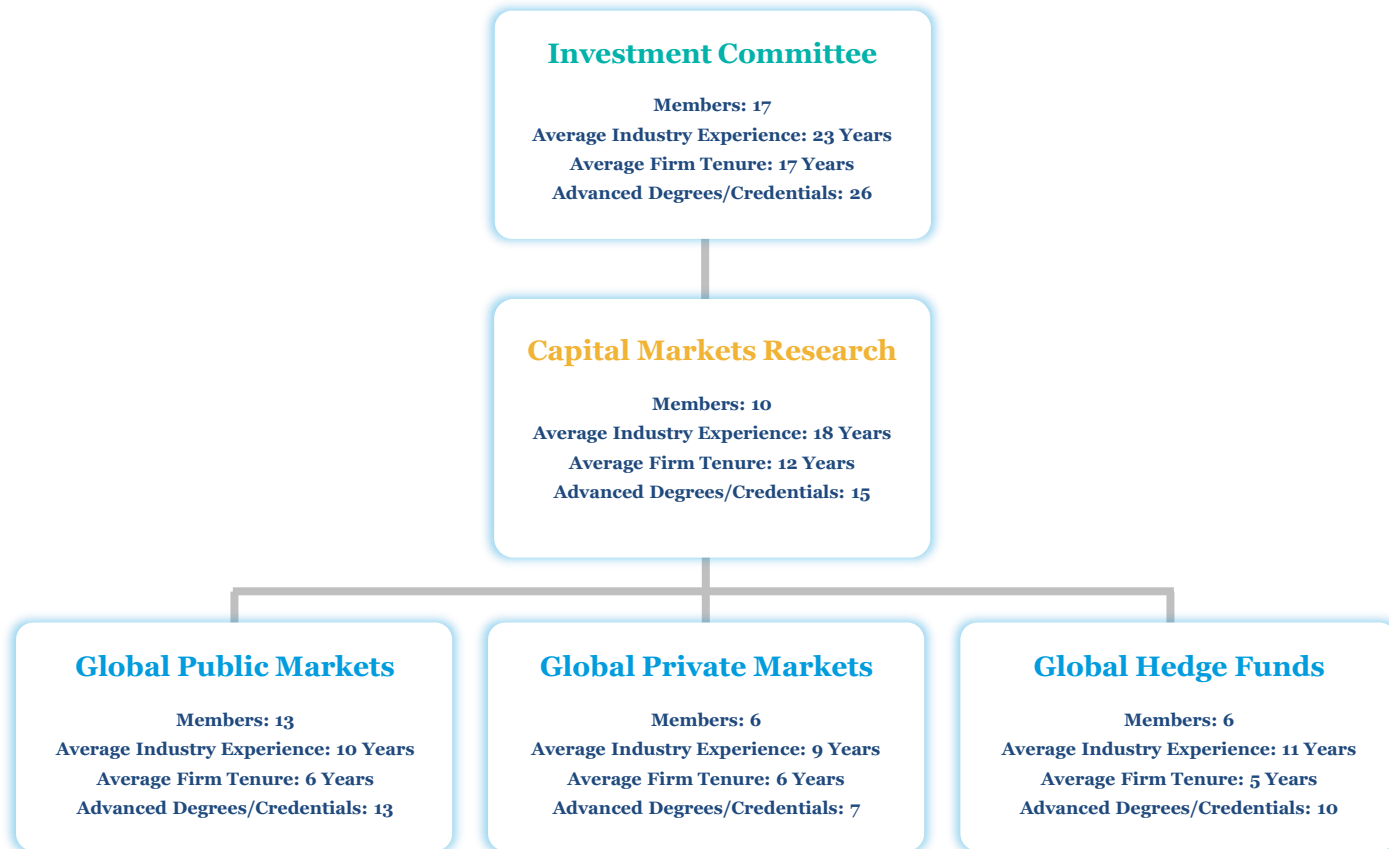 Investment Committee
Members: 17
Average Industry Experience: 23 Years
Average Firm Tenure: 17 Years
Advanced Degrees/Credentials: 26
Capital Markets Research
Members: 10
Average Industry Experience: 18 Years
Average Firm Tenure: 12 Years
Advanced Degrees/Credentials: 15
Global Public Markets
Members: 13
Average Industry Experience: 10 Years
Average Firm Tenure: 6 Years
Advanced Degrees/Credentials: 13
Global Private Markets
Members: 6
Average Industry Experience: 9 Years
Average Firm Tenure: 6 Years
Advanced Degrees/Credentials: 7
Global Hedge Funds
Members: 6
Average Industry Experience: 11 Years
Average Firm Tenure: 5 Years
Advanced Degrees/Credentials: 10